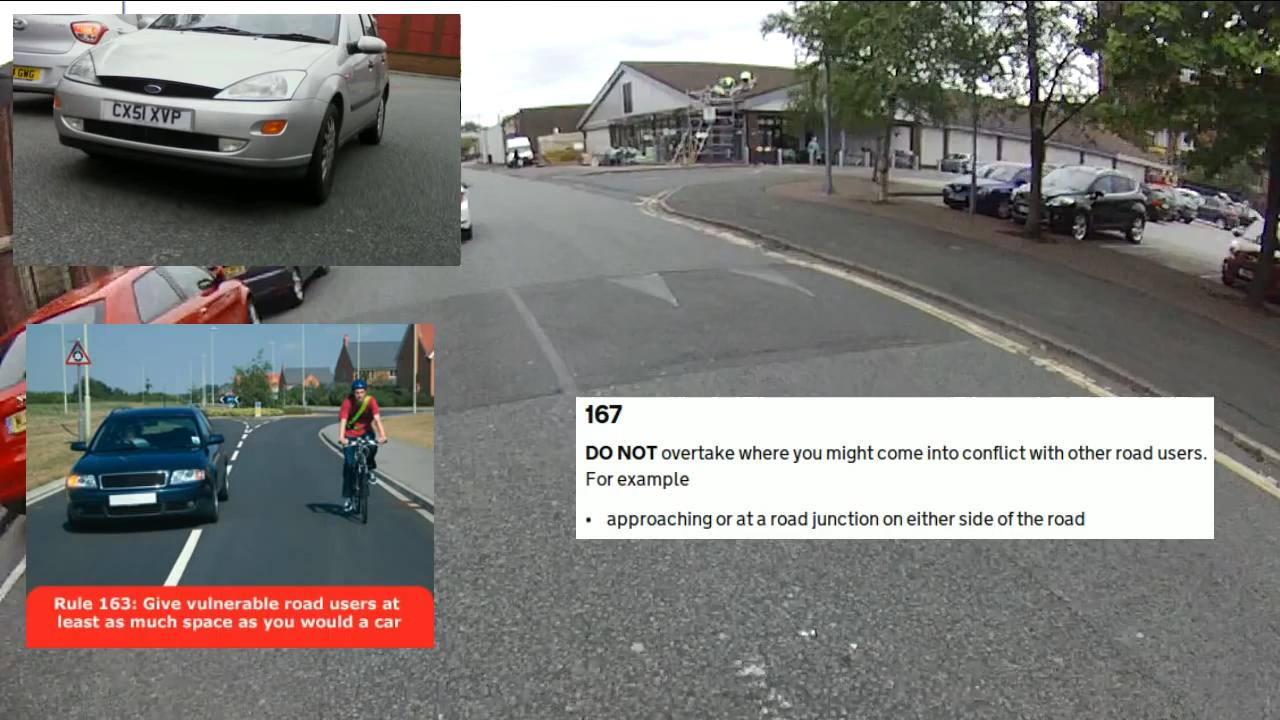 GWG
CX51 XVP
167
DO NOT overtake where you might come into conflict with other road users.
For example
• approaching or at a road junction on either side of the road
Rule 163: Give vulnerable road users at
least as much space as you would a car